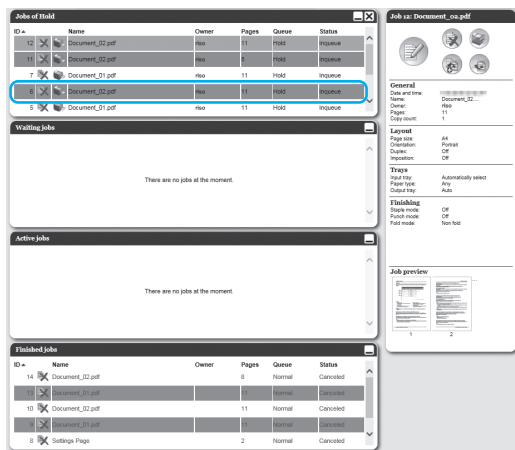 Jobs of Hold
ID Name Owner Pages Queue Status
12 Document_02.pdf riso 11 Hold Inqueue
11 Document_02.pdf riso 8 Hold Inqueue
7 Document_01.pdf riso 11 Hold Inqueue
6 Document_02.pdf riso 11 Hold Inqueue
5 Document_01.pdf riso 11 Hold Inqueue
Waiting jobs
There are no jobs at the moment.
Active jobs
There are no jobs at the moment.
Finished jobs
ID Name Owner Pages Queue Status
14 Document_02.pdf 8 Normal Canceled
13 Document_01.pdf 11 Normal Canceled
10 Document_02.pdf 11 Normal Canceled
9 Document_01.pdf 11 Normal Canceled
8 Settings Page 2 Normal Canceled
Job 12: Document_02.pdf
General
Date and time:
Name: Document_02....
Owner: riso
Pages: 11
Copy count: 1
Layout
Page size: A4
Orientation: Portrait
Duplex: Off
Imposition: Off
Trays
Input tray: Automatically select
Paper type: Any
Output tray: Auto
Finishing
Staple mode: Off
Punch mode: Off
Fold mode: Non fold
Job preview
1 2